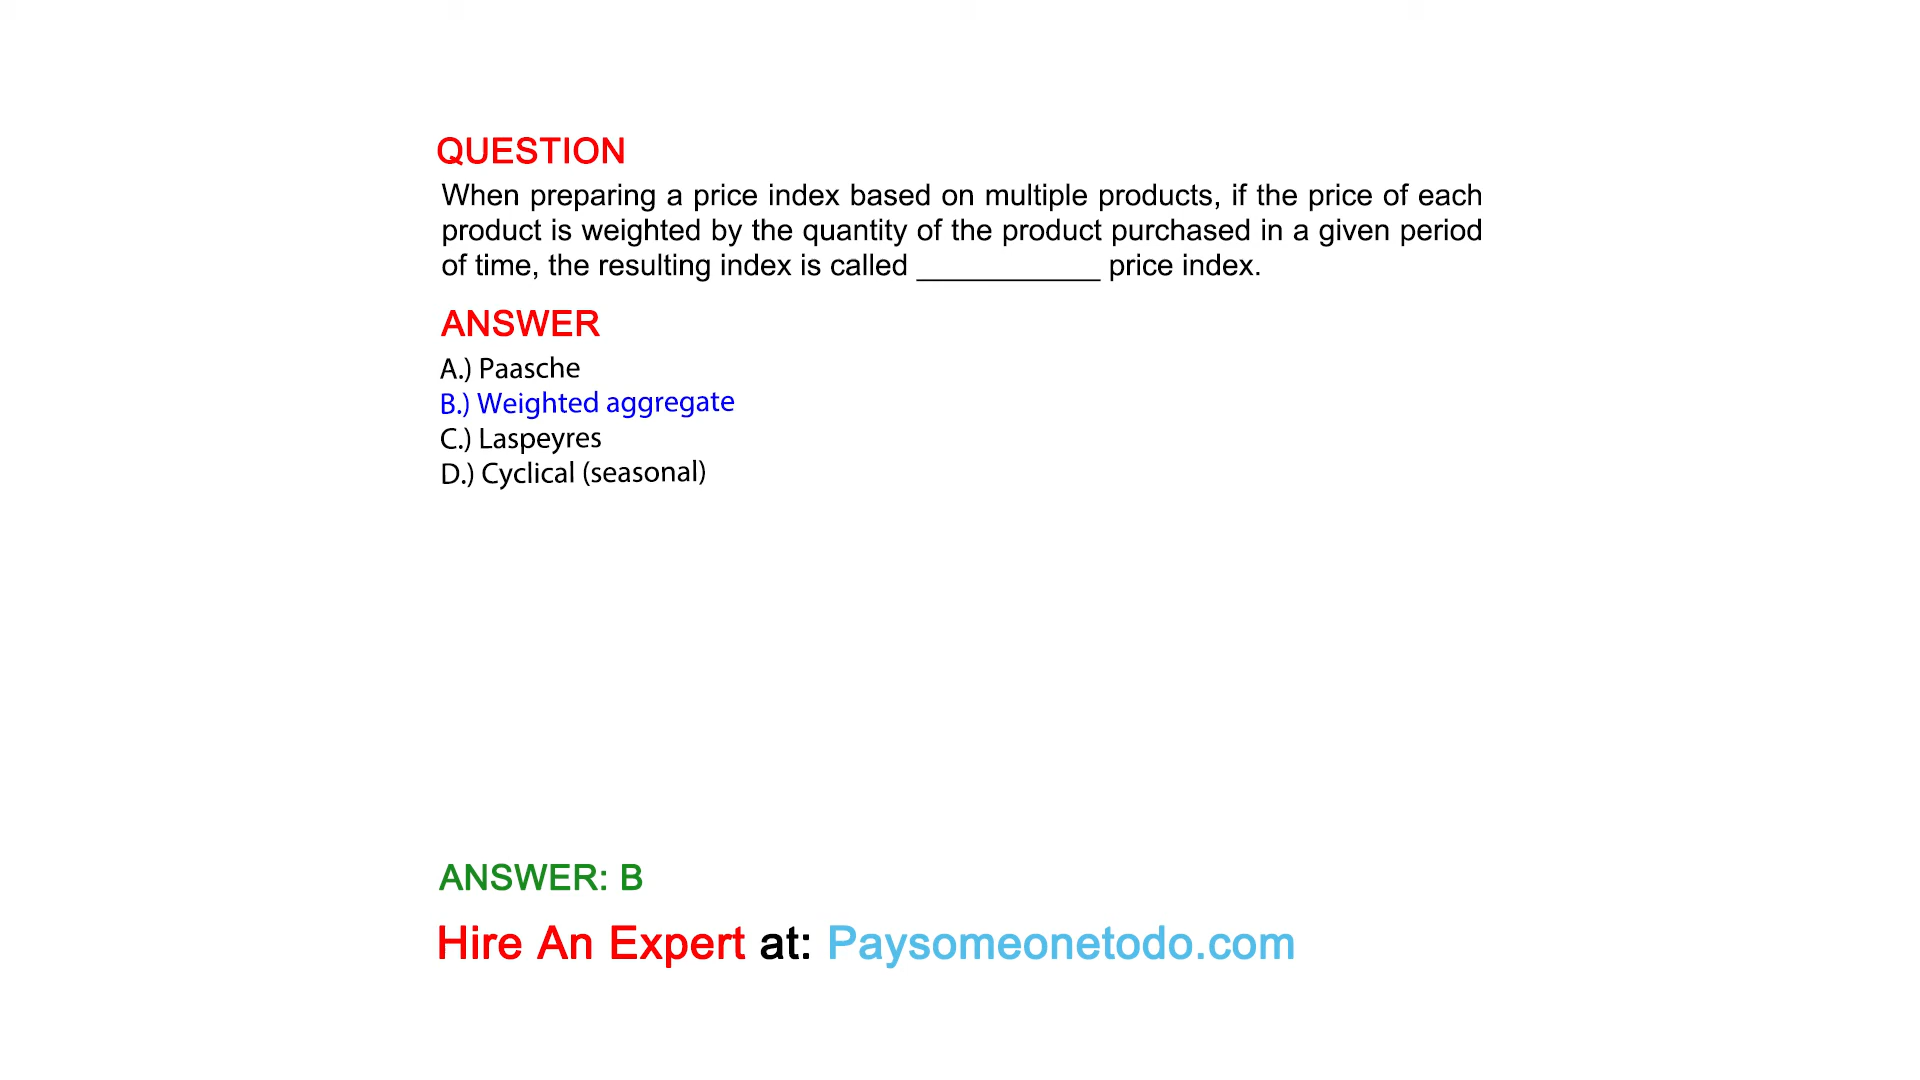 QUESTION
When preparing a price index based on multiple products, if the price of each
product is weighted by the quantity of the product purchased in a given period
of time, the resulting index is called ___________ price index.
ANSWER
A.) Paasche
B.) Weighted aggregate
C.) Laspeyres
D.) Cyclical (seasonal)
ANSWER: B
Hire An Expert at: Paysomeonetodo.com